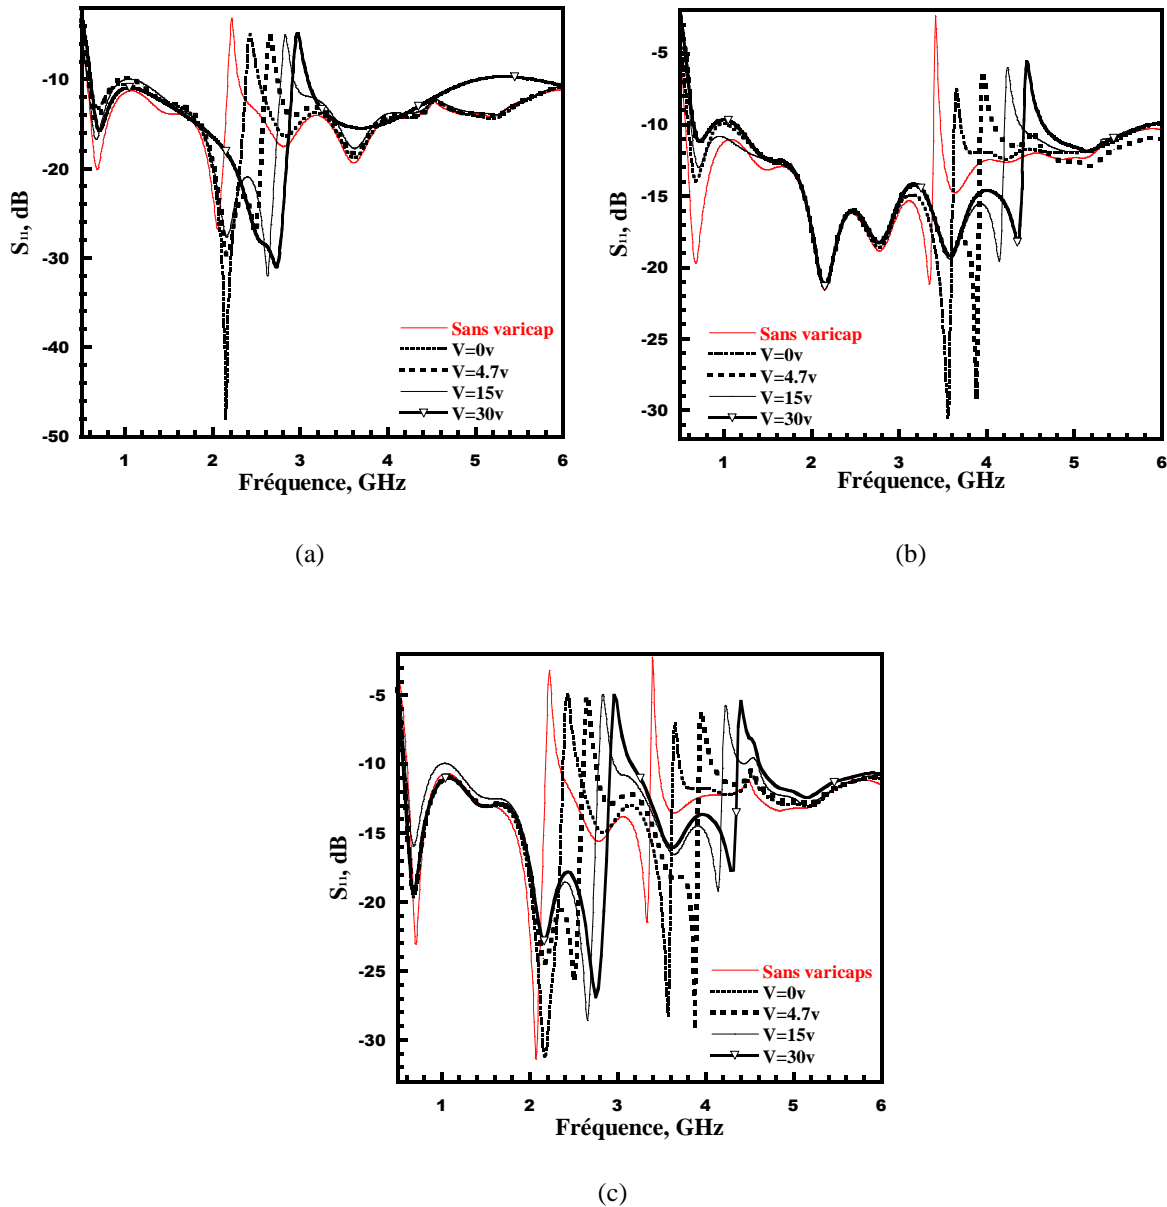 -10
-20
-30
-40
-50
S11, dB
1 2 3 4 5 6
Fréquence, GHz
Sans varicap
V=0v
V=4.7v
V=15v
V=30v
(a)
-5
-10
-15
-20
-25
-30
S11, dB
1 2 3 4 5 6
Fréquence, GHz
Sans varicap
V=0v
V=4.7v
V=15v
V=30v
(b)
-5
-10
-15
-20
-25
-30
S11, dB
1 2 3 4 5 6
Fréquence, GHz
Sans varicaps
V=0v
V=4.7v
V=15v
V=30v
(c)